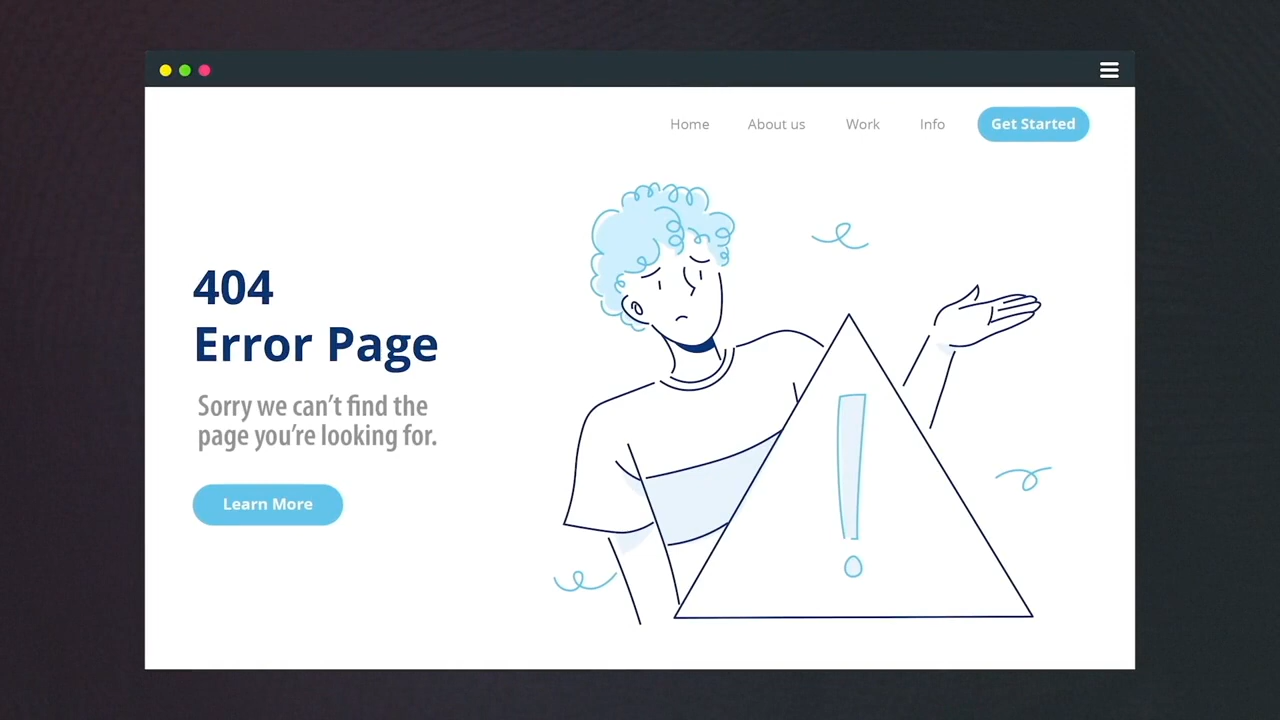 Home About us Work Info Get Started
404
Error Page
Sorry we can't find the
page you're looking for.
Learn More
!